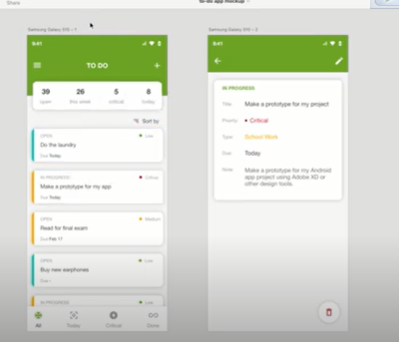 Share
to-do app mockup
Samsung Galaxy S10 – 1
9:41
TO DO
39 26 5 8
open this week critical today
Sort by
OPEN Low
Do the laundry
Due Today
IN PROGRESS Critical
Make a prototype for my app
Due Today
OPEN Medium
Read for final exam
Due Feb 17
OPEN Low
Buy new earphones
IN PROGRESS
All Today Critical Done
Samsung Galaxy S10 – 2
9:41
IN PROGRESS
Title Make a prototype for my project
Priority Critical
Type School Work
Due Today
Note Make a prototype for my Android
app project using Adobe XD or
other design tools.